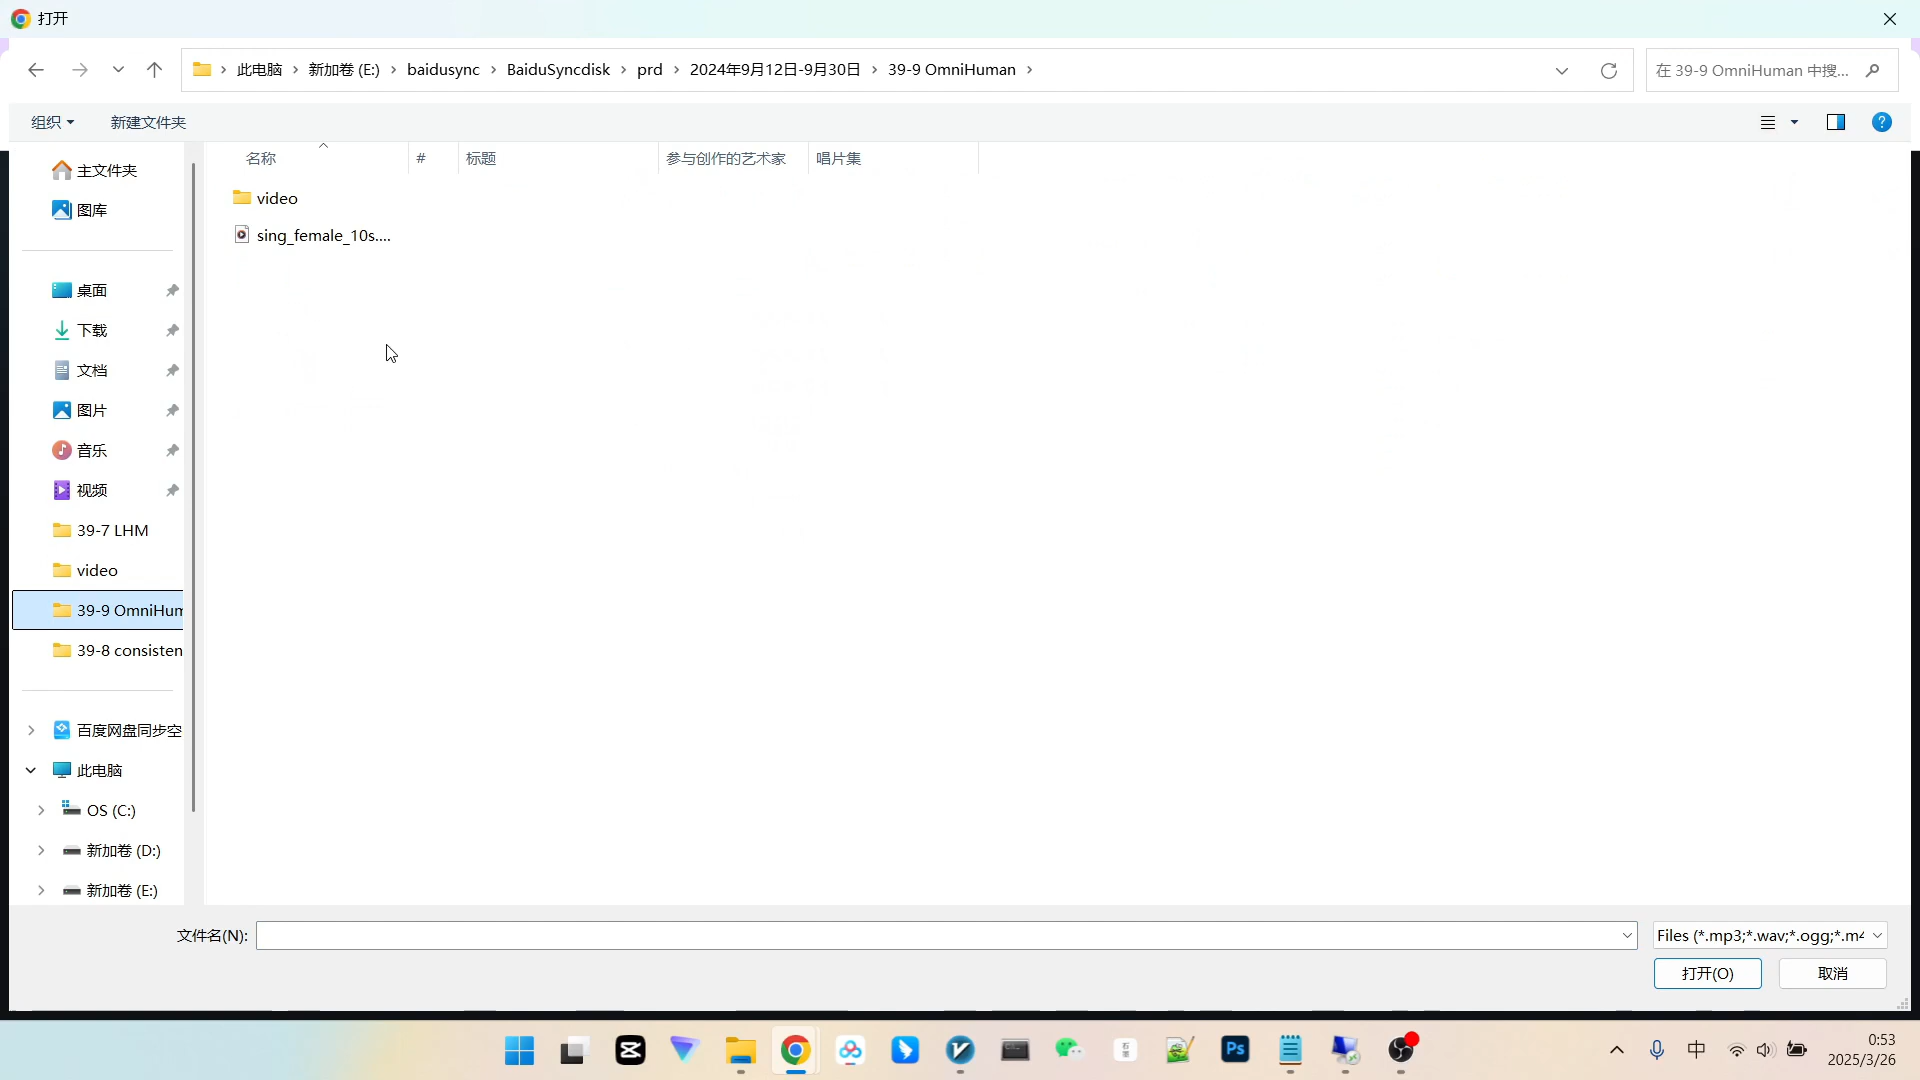 打开
此电脑 › 新加卷 (E:) › baidusync › BaiduSyncdisk › prd › 2024年9月12日-9月30日 › 39-9 OmniHuman ›
在 39-9 OmniHuman 中搜...
组织
新建文件夹
名称 # 标题 参与创作的艺术家 唱片集
video
sing_female_10s....
主文件夹
图库
桌面
下载
文档
图片
音乐
视频
39-7 LHM
video
39-9 OmniHum
39-8 consisten
百度网盘同步空
此电脑
OS (C:)
新加卷 (D:)
新加卷 (E:)
文件名(N):
Files (*.mp3;*.wav;*.ogg;*.m4
打开(O)
取消
Ps
中
0:53
2025/3/26